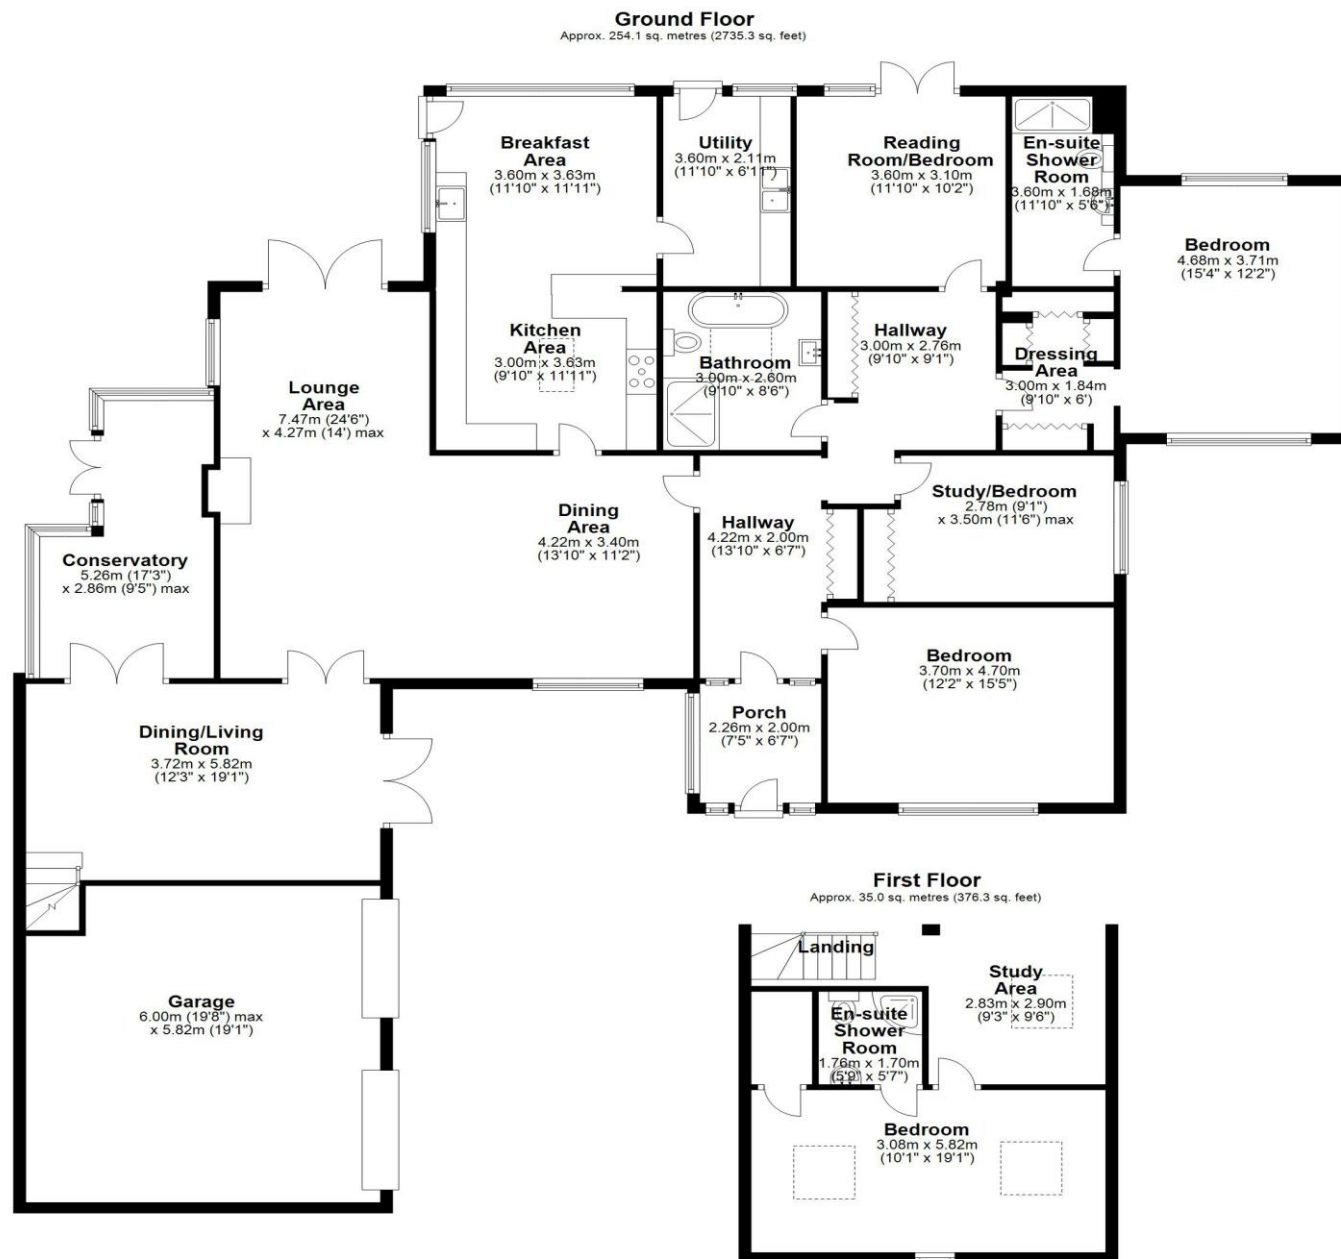 Ground Floor
Approx. 254.1 sq. metres (2735.3 sq. feet)
Breakfast
Area
3.60m x 3.63m
(11'10" x 11'11")
Utility
3.60m x 2.11m
(11'10" x 6'11")
Reading
Room/Bedroom
3.60m x 3.10m
(11'10" x 10'2")
En-suite
Shower
Room
3.60m x 1.68m
(11'10" x 5'6")
Bedroom
4.68m x 3.71m
(15'4" x 12'2")
Kitchen
Area
3.00m x 3.63m
(9'10" x 11'11")
Bathroom
3.00m x 2.60m
(9'10" x 8'6")
Hallway
3.00m x 2.76m
(9'10" x 9'1")
Dressing
Area
3.00m x 1.84m
(9'10" x 6')
Lounge
Area
7.47m (24'6")
x 4.27m (14') max
Dining
Area
4.22m x 3.40m
(13'10" x 11'2")
Hallway
4.22m x 2.00m
(13'10" x 6'7")
Study/Bedroom
2.78m (9'1")
x 3.50m (11'6") max
Conservatory
5.26m (17'3")
x 2.86m (9'5") max
Bedroom
3.70m x 4.70m
(12'2" x 15'5")
Porch
2.26m x 2.00m
(7'5" x 6'7")
Dining/Living
Room
3.72m x 5.82m
(12'3" x 19'1")
Garage
6.00m (19'8") max
x 5.82m (19'1")
First Floor
Approx. 35.0 sq. metres (376.3 sq. feet)
Landing
Study
Area
2.83m x 2.90m
(9'3" x 9'6")
En-suite
Shower
Room
1.76m x 1.70m
(5'9" x 5'7")
Bedroom
3.08m x 5.82m
(10'1" x 19'1")